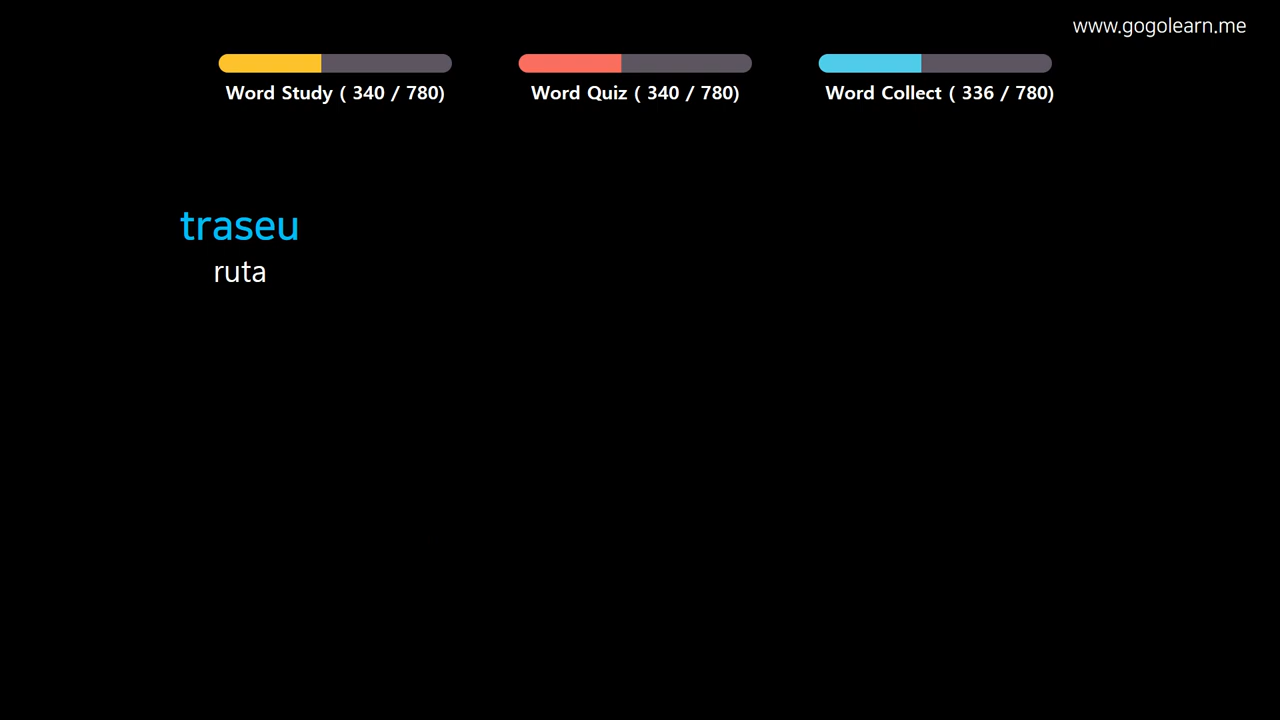 www.gogolearn.me
Word Study ( 340 / 780)
Word Quiz ( 340 / 780)
Word Collect ( 336 / 780)
traseu
ruta